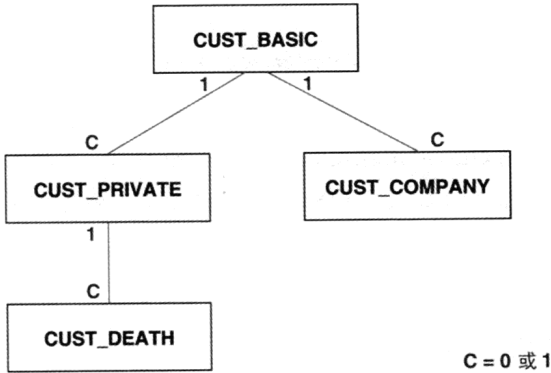 CUST_BASIC
1 1
C C
CUST_PRIVATE CUST_COMPANY
1
C
CUST_DEATH
C = 0 或 1